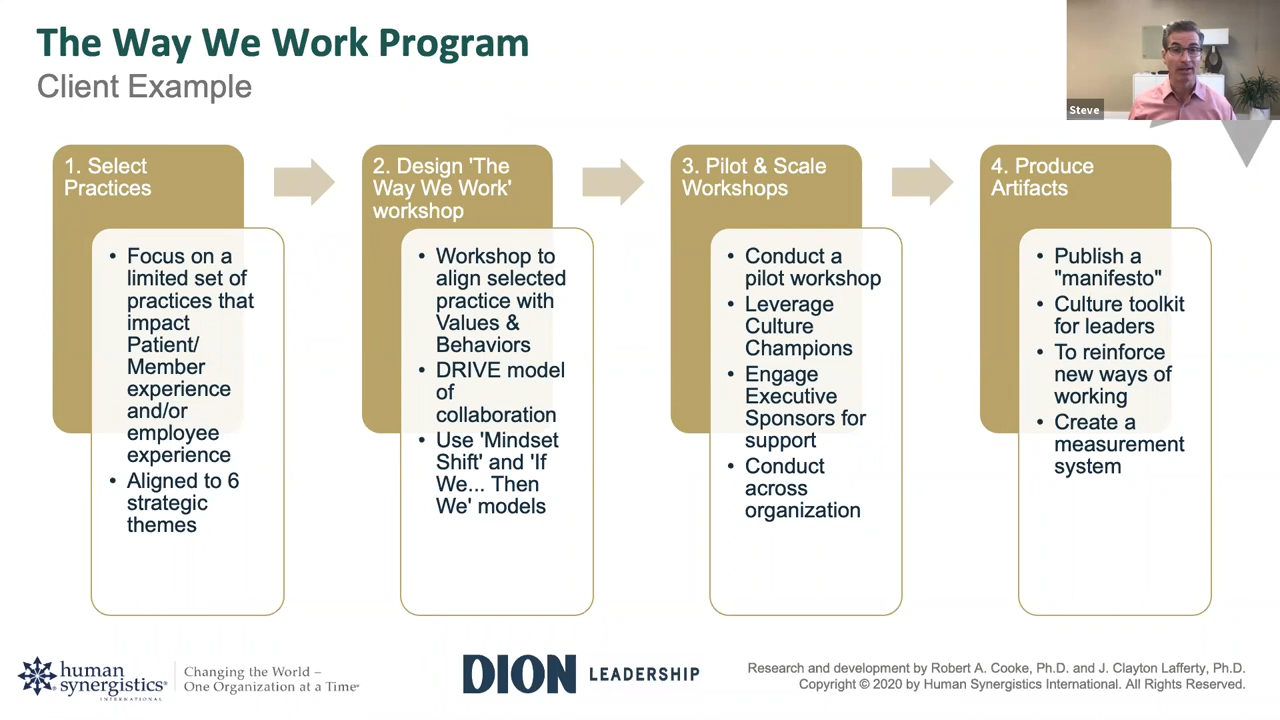 The Way We Work Program
Client Example
Steve
1. Select
Practices
• Focus on a
limited set of
practices that
impact
Patient/
Member
experience
and/or
employee
experience
• Aligned to 6
strategic
themes
2. Design 'The
Way We Work'
workshop
• Workshop to
align selected
practice with
Values &
Behaviors
• DRIVE model
of
collaboration
• Use 'Mindset
Shift' and 'If
We... Then
We' models
3. Pilot & Scale
Workshops
• Conduct a
pilot workshop
• Leverage
Culture
Champions
• Engage
Executive
Sponsors for
support
• Conduct
across
organization
4. Produce
Artifacts
• Publish a
"manifesto"
• Culture toolkit
for leaders
• To reinforce
new ways of
working
• Create a
measurement
system
human
synergistics®
INTERNATIONAL
Changing the World –
One Organization at a Time®
DION LEADERSHIP
Research and development by Robert A. Cooke, Ph.D. and J. Clayton Lafferty, Ph.D.
Copyright © 2020 by Human Synergistics International. All Rights Reserved.